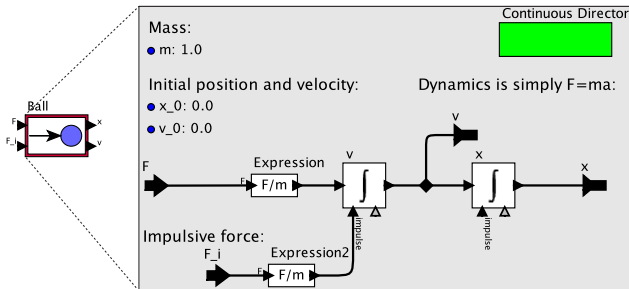 Continuous Director
Mass:
m: 1.0
Initial position and velocity:
Dynamics is simply F=ma:
x_0: 0.0
v_0: 0.0
Ball
F
x
F_i
v
v
F
Expression
F
F/m
v
∫
x
∫
x
impulse
impulse
Impulsive force:
F_i
Expression2
F
F/m